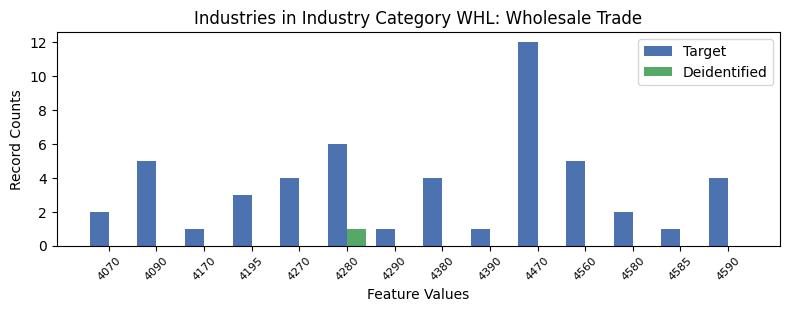 Industries in Industry Category WHL: Wholesale Trade
Target
Deidentified
Record Counts
12
10
8
6
4
2
0
4070 4090 4170 4195 4270 4280 4290 4380 4390 4470 4560 4580 4585 4590
Feature Values